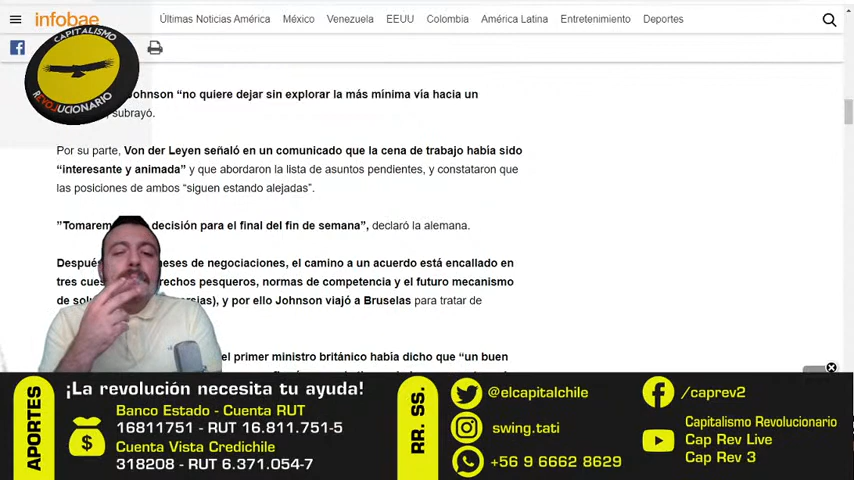 infobae
Últimas Noticias América México Venezuela EEUU Colombia América Latina Entretenimiento Deportes
CAPITALISMO
REVOLUCIONARIO
Johnson “no quiere dejar sin explorar la más mínima vía hacia un
subrayó.
Por su parte, Von der Leyen señaló en un comunicado que la cena de trabajo había sido
“interesante y animada” y que abordaron la lista de asuntos pendientes, y constataron que
las posiciones de ambos “siguen estando alejadas”.
”Tomarem decisión para el final del fin de semana”, declaró la alemana.
Después meses de negociaciones, el camino a un acuerdo está encallado en
tres cues rechos pesqueros, normas de competencia y el futuro mecanismo
de sol ersias), y por ello Johnson viajó a Bruselas para tratar de
el primer ministro británico había dicho que “un buen
APORTES
¡La revolución necesita tu ayuda!
Banco Estado - Cuenta RUT
16811751 - RUT 16.811.751-5
Cuenta Vista Credichile
318208 - RUT 6.371.054-7
RR. SS.
@elcapitalchile
swing.tati
+56 9 6662 8629
/caprev2
Capitalismo Revolucionario
Cap Rev Live
Cap Rev 3